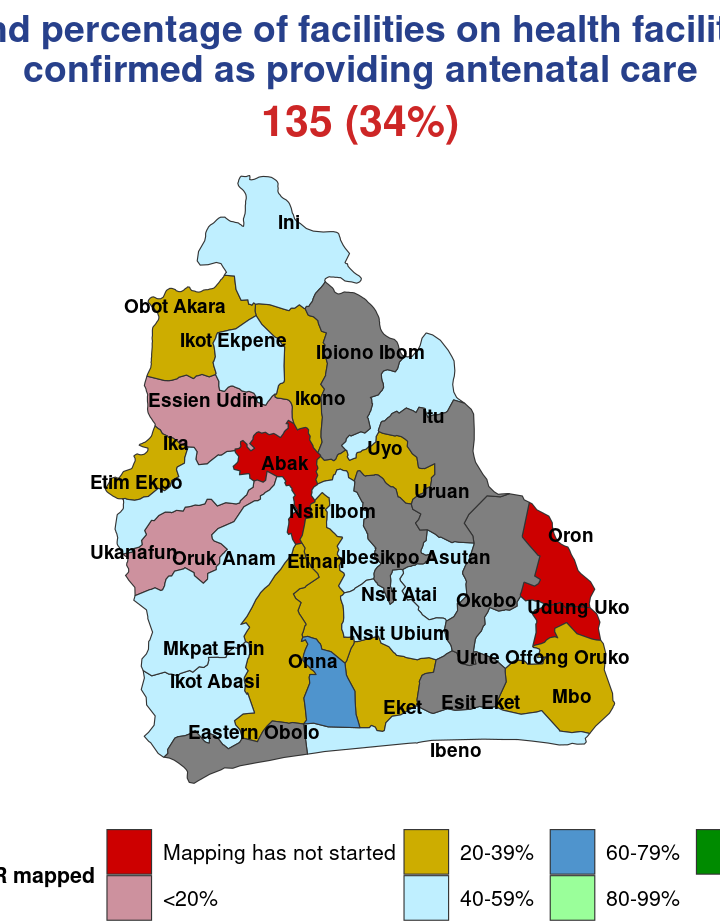 nd percentage of facilities on health facilit
confirmed as providing antenatal care
135 (34%)
Ini
Obot Akara
Ikot Ekpene
Ibiono Ibom
Essien Udim
Ikono
Itu
Ika
Uyo
Abak
Etim Ekpo
Uruan
Nsit Ibom
Oron
Ukanafun
Oruk Anam
Etinan
Ibesikpo
Asutan
Nsit Atai
Okobo
Udung Uko
Nsit Ubium
Mkpat Enin
Onna
Urue Offong Oruko
Ikot Abasi
Mbo
Esit Eket
Eket
Eastern Obolo
Ibeno
R mapped
Mapping has not started
20-39%
60-79%
<20%
40-59%
80-99%